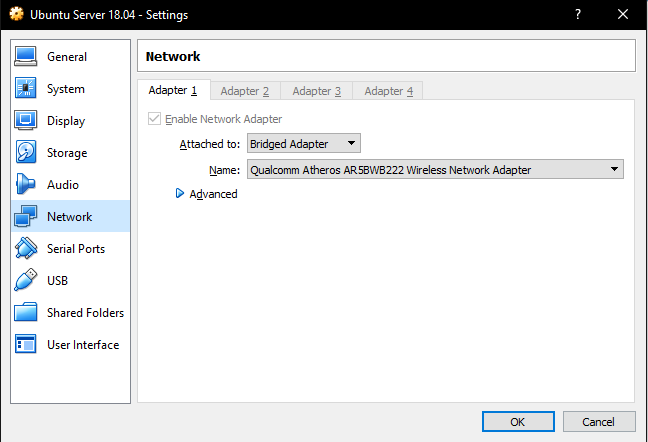 Ubuntu Server 18.04 - Settings ?
General
System
Display
Storage
Audio
Network
Serial Ports
USB
Shared Folders
User Interface
Network
Adapter 1 Adapter 2 Adapter 3 Adapter 4
Enable Network Adapter
Attached to: Bridged Adapter
Name: Qualcomm Atheros AR5BWB222 Wireless Network Adapter
Advanced
OK Cancel